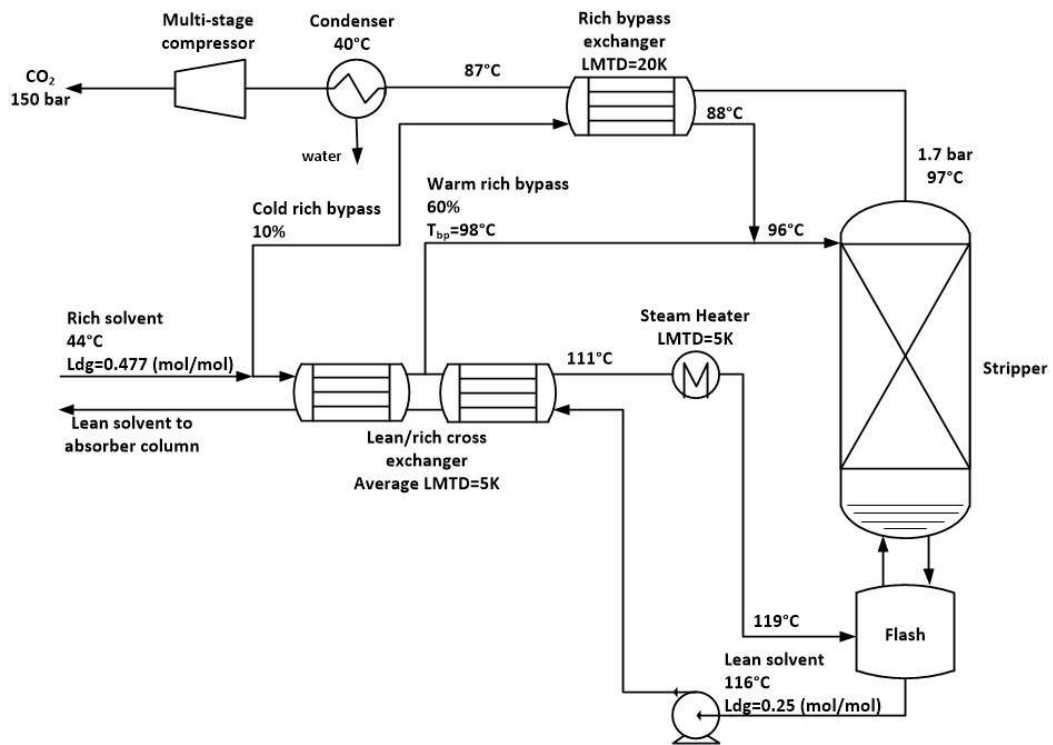 Multi-stage
compressor
Condenser
40°C
Rich bypass
exchanger
LMTD=20K
CO₂
150 bar
87°C
88°C
water
1.7 bar
97°C
Cold rich bypass
10%
Warm rich bypass
60%
Tbp=98°C
96°C
Rich solvent
44°C
Ldg=0.477 (mol/mol)
111°C
Steam Heater
LMTD=5K
Stripper
Lean solvent to
absorber column
Lean/rich cross
exchanger
Average LMTD=5K
119°C
Flash
Lean solvent
116°C
Ldg=0.25 (mol/mol)